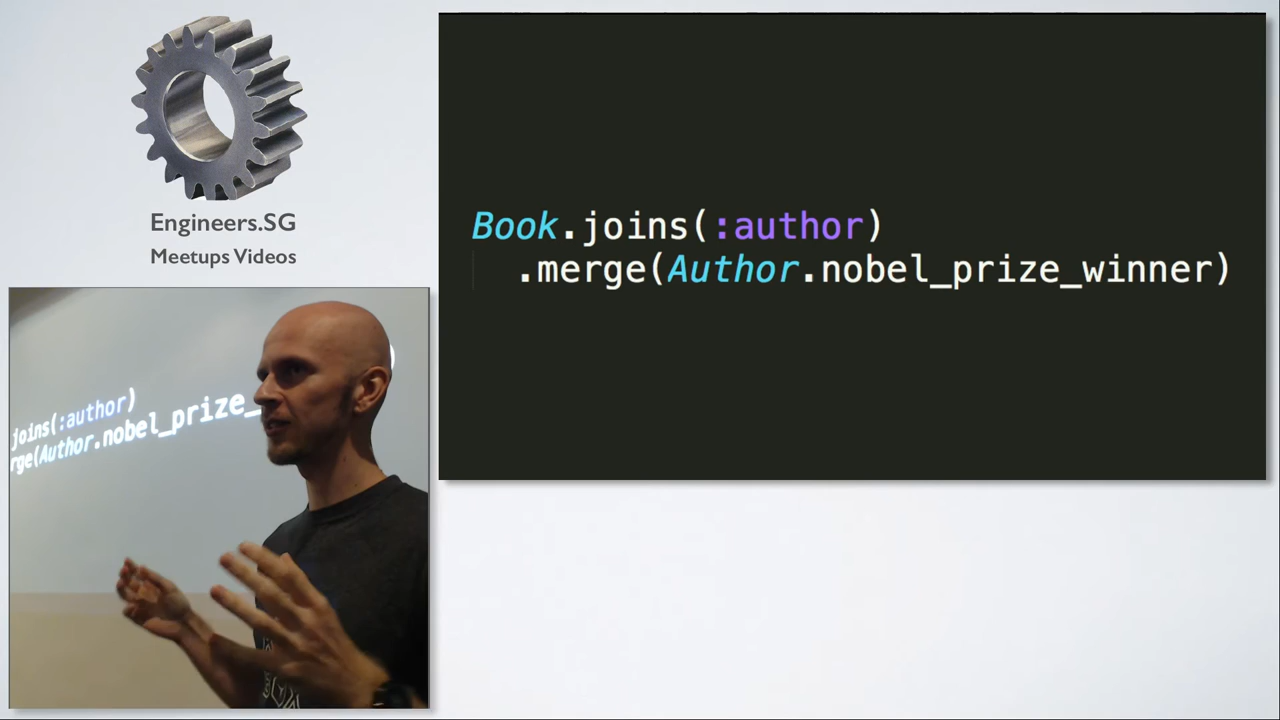 Engineers.SG
Meetups Videos
Book.joins(:author)
.merge(Author.nobel_prize_winner)
joins(:author)
rge(Author.nobel_prize_
)